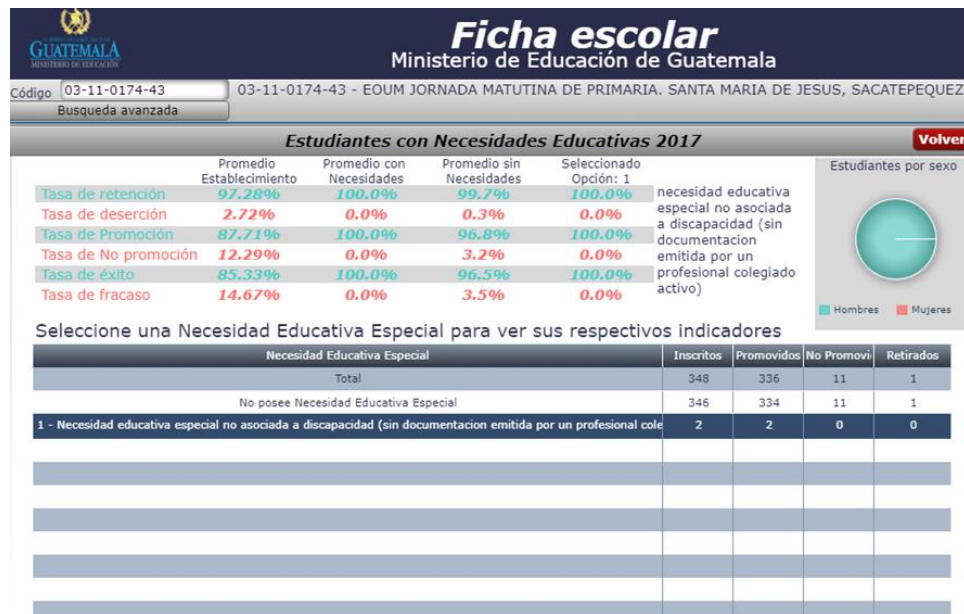 GUATEMALA
MINISTERIO DE EDUCACIÓN
Ficha escolar
Ministerio de Educación de Guatemala
Código 03-11-0174-43 03-11-0174-43 - EOUM JORNADA MATUTINA DE PRIMARIA. SANTA MARIA DE JESUS, SACATEPEQUEZ
Busqueda avanzada
Estudiantes con Necesidades Educativas 2017 Volver
Promedio Establecimiento Promedio con Necesidades Promedio sin Necesidades Seleccionado Opción: 1
Tasa de retención 97.28% 100.0% 99.7% 100.0%
Tasa de deserción 2.72% 0.0% 0.3% 0.0%
Tasa de Promoción 87.71% 100.0% 96.8% 100.0%
Tasa de No promoción 12.29% 0.0% 3.2% 0.0%
Tasa de éxito 85.33% 100.0% 96.5% 100.0%
Tasa de fracaso 14.67% 0.0% 3.5% 0.0%
necesidad educativa
especial no asociada
a discapacidad (sin
documentacion
emitida por un
profesional colegiado
activo)
Estudiantes por sexo
Hombres Mujeres
Seleccione una Necesidad Educativa Especial para ver sus respectivos indicadores
Necesidad Educativa Especial Inscritos Promovidos No Promovi Retirados
Total 348 336 11 1
No posee Necesidad Educativa Especial 346 334 11 1
1 - Necesidad educativa especial no asociada a discapacidad (sin documentacion emitida por un profesional cole 2 2 0 0